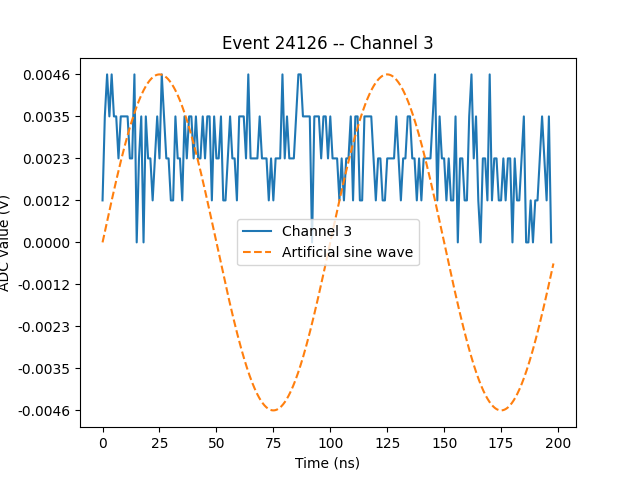 Event 24126 -- Channel 3
0.0046
0.0035
0.0023
0.0012
0.0000
-0.0012
-0.0023
-0.0035
-0.0046
ADC Value (V)
Channel 3
Artificial sine wave
0 25 50 75 100 125 150 175 200
Time (ns)